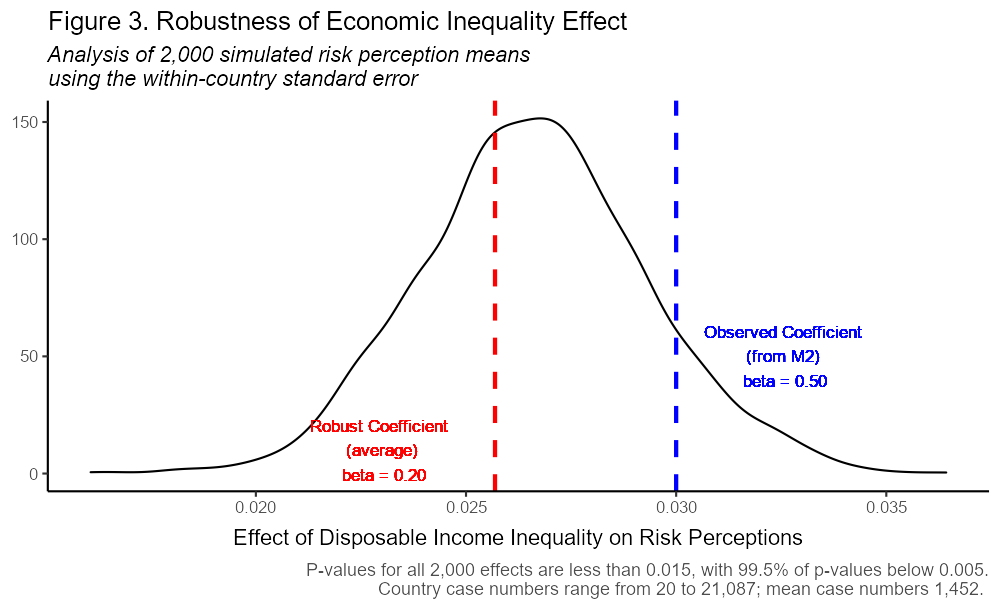 Figure 3. Robustness of Economic Inequality Effect
Analysis of 2,000 simulated risk perception means
using the within-country standard error
150
100
50
0
Observed Coefficient
(from M2)
beta = 0.50
Robust Coefficient
(average)
beta = 0.20
0.020
0.025
0.030
0.035
Effect of Disposable Income Inequality on Risk Perceptions
P-values for all 2,000 effects are less than 0.015, with 99.5% of p-values below 0.005.
Country case numbers range from 20 to 21,087; mean case numbers 1,452.